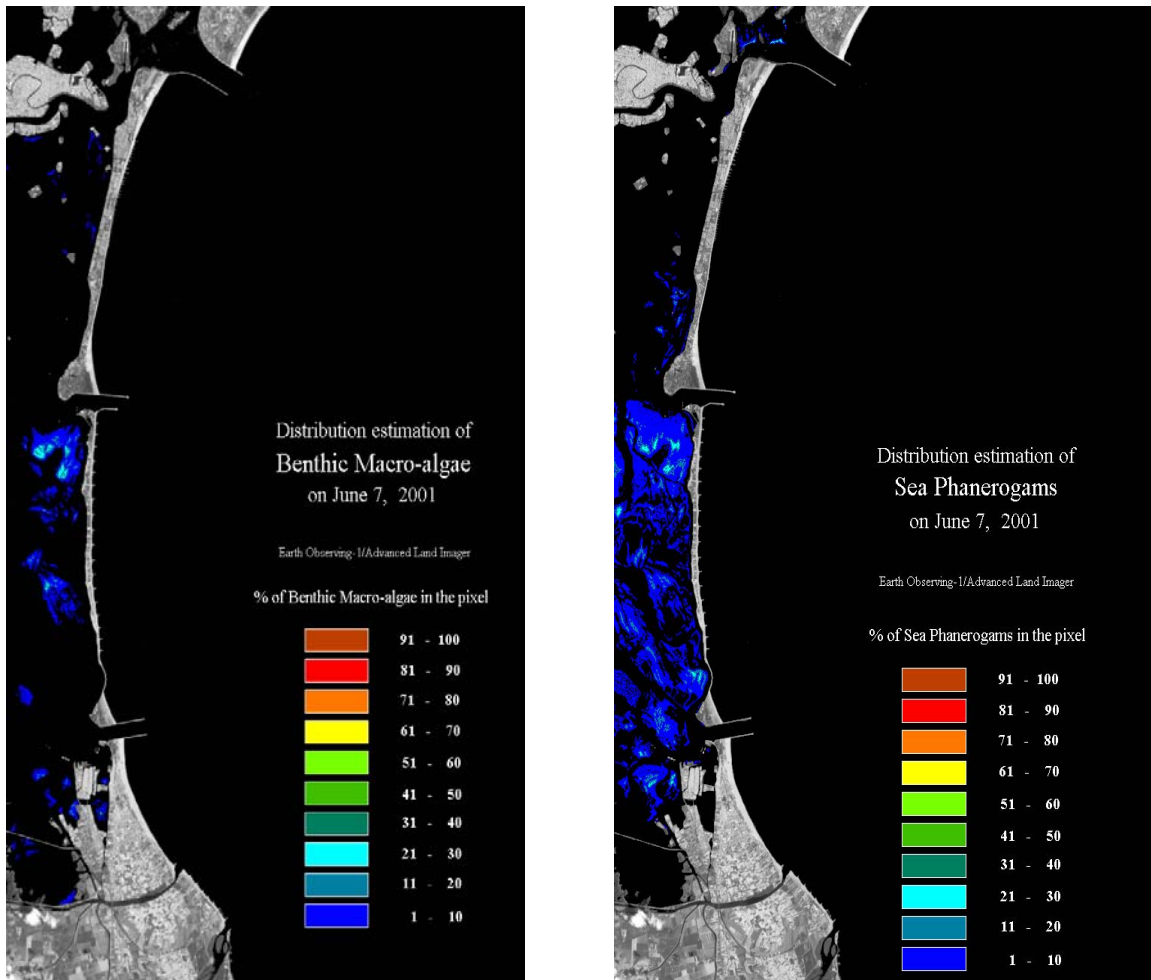 Distribution estimation of
Benthic Macro-algae
on June 7, 2001
Earth Observing-1/Advanced Land Imager
% of Benthic Macro-algae in the pixel
91 - 100
81 - 90
71 - 80
61 - 70
51 - 60
41 - 50
31 - 40
21 - 30
11 - 20
1 - 10
Distribution estimation of
Sea Phanerogams
on June 7, 2001
Earth Observing-1/Advanced Land Imager
% of Sea Phanerogams in the pixel
91 - 100
81 - 90
71 - 80
61 - 70
51 - 60
41 - 50
31 - 40
21 - 30
11 - 20
1 - 10